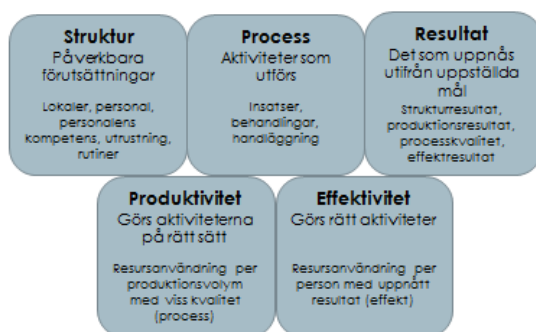 Struktur
Påverkbara
förutsättningar
Lokaler, personal,
personalens
kompetens, utrustning,
rutiner
Process
Aktiviteter som
utförs
Insatser,
behandlingar,
handläggning
Resultat
Det som uppnås
utifrån uppställda
mål
Strukturresultat,
produktionsresultat,
processkvalitet,
effektresultat
Produktivitet
Görs aktiviteterna
på rätt sätt
Resursanvändning per
produktionsvolym
med viss kvalitet
(process)
Effektivitet
Görs rätt aktiviteter
Resursanvändning per
person med uppnått
resultat (effekt)